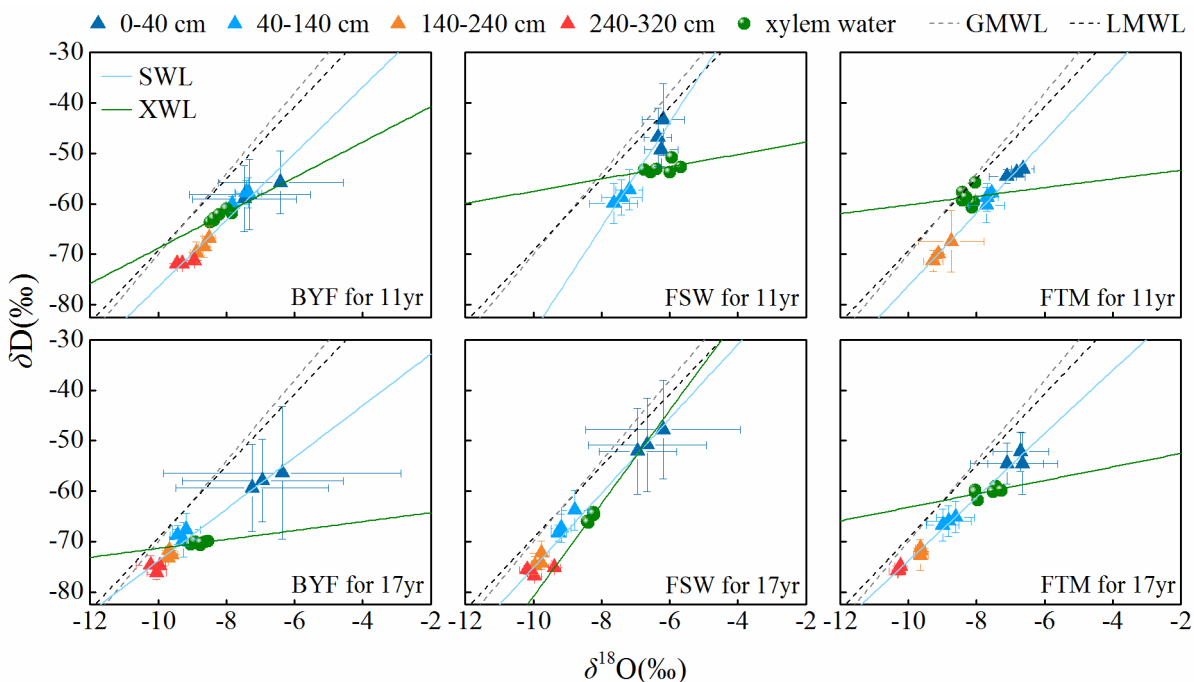 0-40 cm 40-140 cm 140-240 cm 240-320 cm xylem water GMWL LMWL
-30
-40
-50
-60
-70
-80
SWL
XWL
BYF for 11yr
FSW for 11yr
FTM for 11yr
δD(‰)
-30
-40
-50
-60
-70
-80
BYF for 17yr
FSW for 17yr
FTM for 17yr
-12 -10 -8 -6 -4 -2
-12 -10 -8 -6 -4 -2
-12 -10 -8 -6 -4 -2
δ¹⁸O(‰)